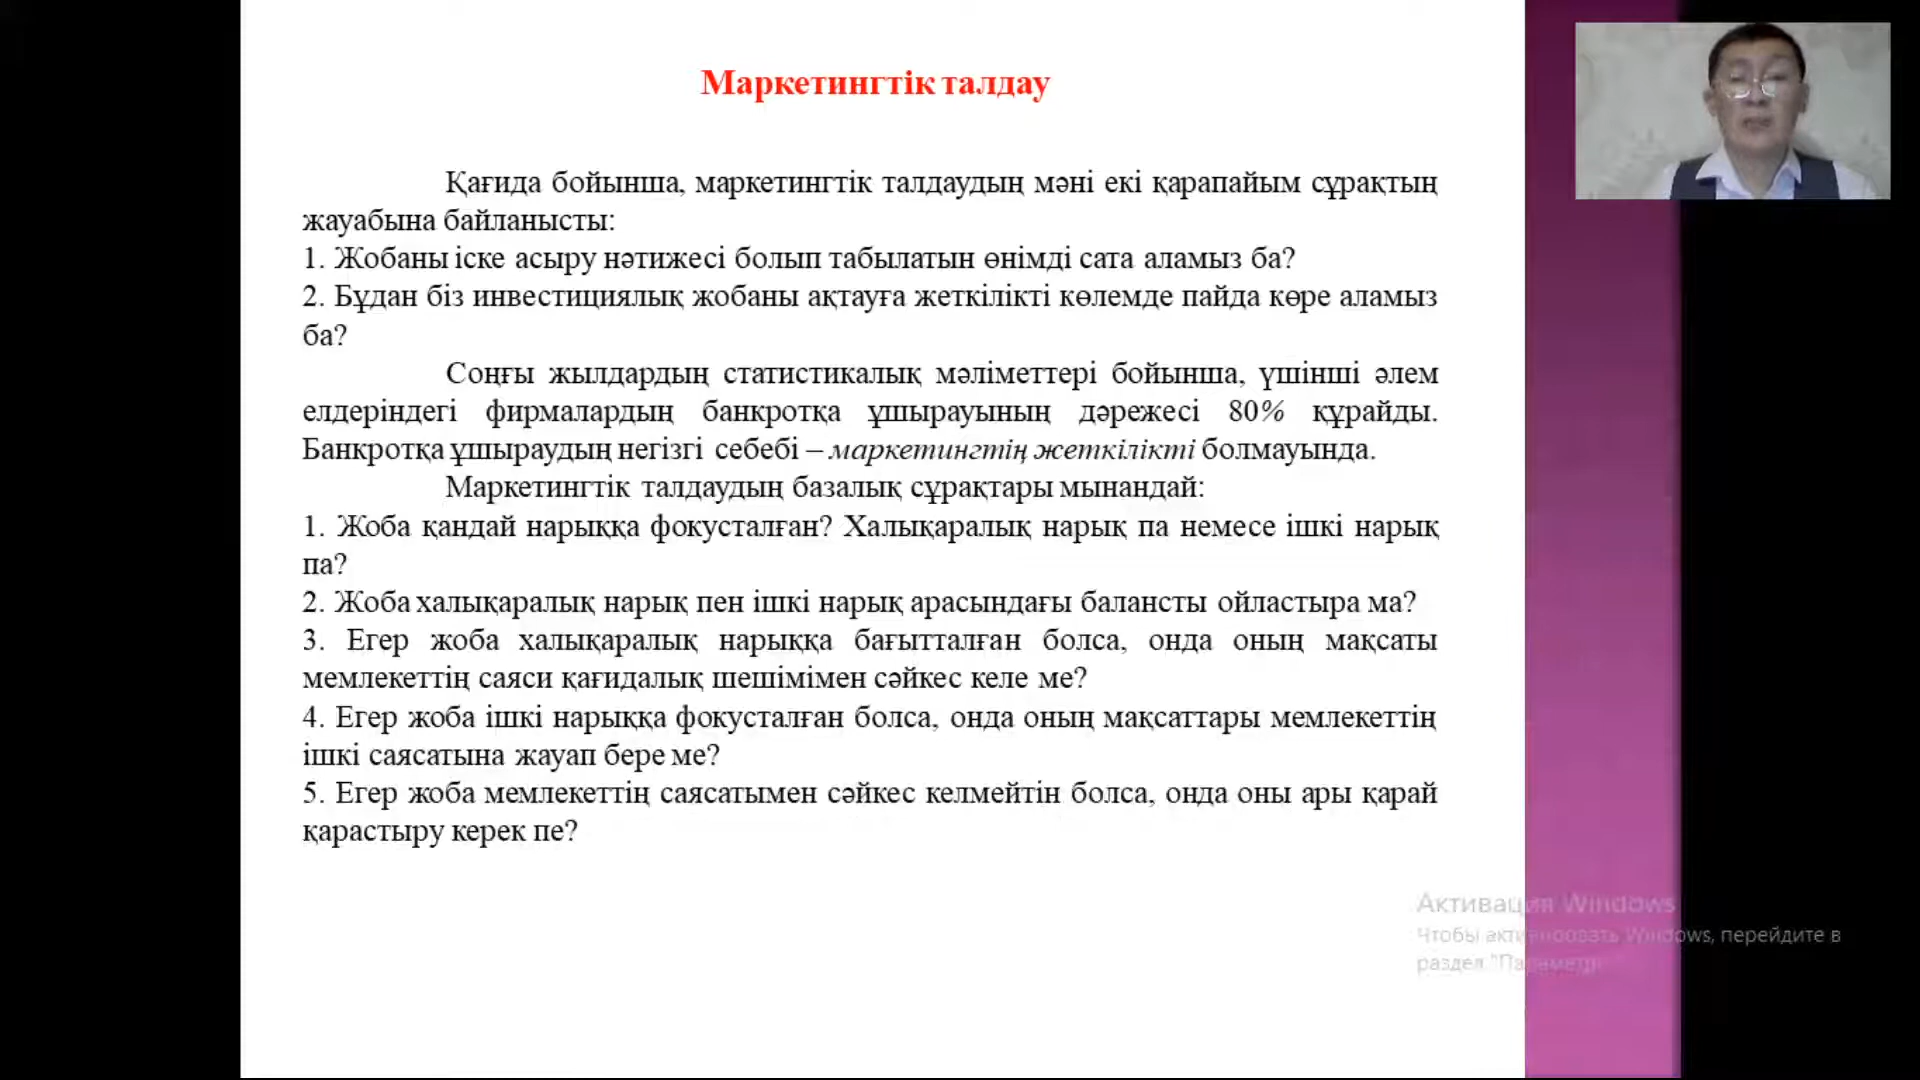 Маркетингтік талдау
Қағида бойынша, маркетингтік талдаудың мәні екі қарапайым сұрақтың
жауабына байланысты:
1. Жобаны іске асыру нәтижесі болып табылатын өнімді сата аламыз ба?
2. Бұдан біз инвестициялық жобаны ақтауға жеткілікті көлемде пайда көре аламыз
ба?
Соңғы жылдардың статистикалық мәліметтері бойынша, үшінші әлем
елдеріндегі фирмалардың банкротқа ұшырауының дәрежесі 80% құрайды.
Банкротқа ұшыраудың негізгі себебі – маркетингтің жеткілікті болмауында.
Маркетингтік талдаудың базалық сұрақтары мынандай:
1. Жоба қандай нарыққа фокусталған? Халықаралық нарық па немесе ішкі нарық
па?
2. Жоба халықаралық нарық пен ішкі нарық арасындағы балансты ойластыра ма?
3. Егер жоба халықаралық нарыққа бағытталған болса, онда оның мақсаты
мемлекеттің саяси қағидалық шешімімен сәйкес келе ме?
4. Егер жоба ішкі нарыққа фокусталған болса, онда оның мақсаттары мемлекеттің
ішкі саясатына жауап бере ме?
5. Егер жоба мемлекеттің саясатымен сәйкес келмейтін болса, онда оны ары қарай
қарастыру керек пе?
Активация Windows
Чтобы активировать Windows, перейдите в
раздел "Параметры